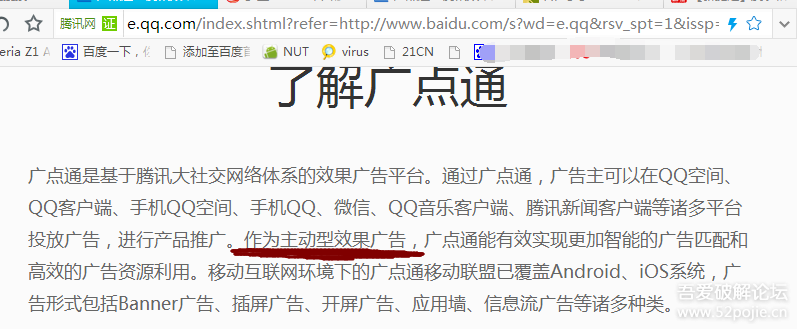 腾讯网 证 e.qq.com/index.shtml?refer=http://www.baidu.com/s?wd=e.qq&rsv_spt=1&issp=
eria Z1 A 百度一下，你 添加至百度 NUT virus 21CN
了解广点通
广点通是基于腾讯大社交网络体系的效果广告平台。通过广点通，广告主可以在QQ空间、
QQ客户端、手机QQ空间、手机QQ、微信、QQ音乐客户端、腾讯新闻客户端等诸多平台
投放广告，进行产品推广。作为主动型效果广告，广点通能有效实现更加智能的广告匹配和
高效的广告资源利用。移动互联网环境下的广点通移动联盟已覆盖Android、iOS系统，广
告形式包括Banner广告、插屏广告、开屏广告、应用墙、信息流广告等诸多种类。
吾爱破解论坛
www.52pojie.cn